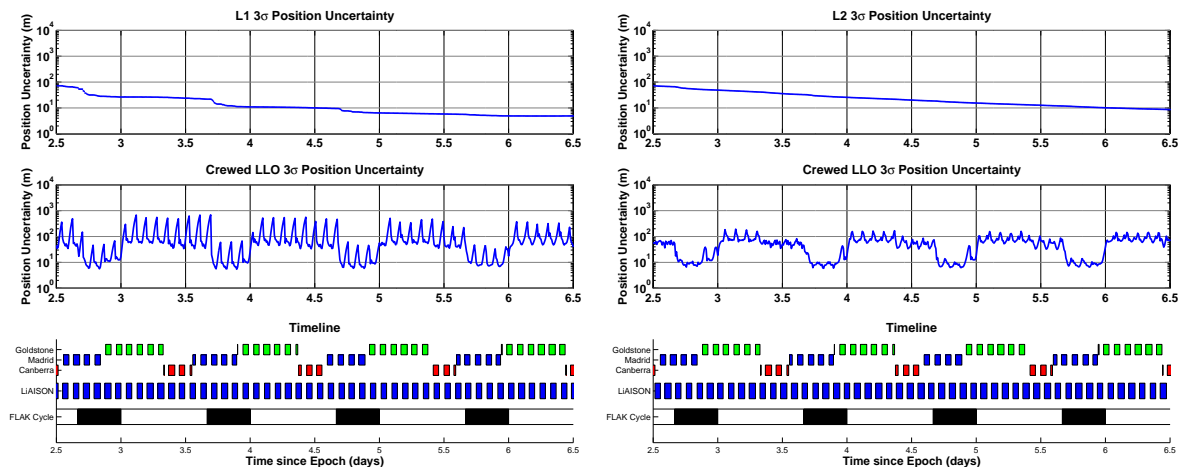 L1 3σ Position Uncertainty
Position Uncertainty (m)
10^4
10^3
10^2
10^1
10^0
2.5 3 3.5 4 4.5 5 5.5 6 6.5
Crewed LLO 3σ Position Uncertainty
Position Uncertainty (m)
10^4
10^3
10^2
10^1
10^0
2.5 3 3.5 4 4.5 5 5.5 6 6.5
Timeline
Goldstone
Madrid
Canberra
LiAISON
FLAK Cycle
2.5 3 3.5 4 4.5 5 5.5 6 6.5
Time since Epoch (days)
L2 3σ Position Uncertainty
Position Uncertainty (m)
10^4
10^3
10^2
10^1
10^0
2.5 3 3.5 4 4.5 5 5.5 6 6.5
Crewed LLO 3σ Position Uncertainty
Position Uncertainty (m)
10^4
10^3
10^2
10^1
10^0
2.5 3 3.5 4 4.5 5 5.5 6 6.5
Timeline
Goldstone
Madrid
Canberra
LiAISON
FLAK Cycle
2.5 3 3.5 4 4.5 5 5.5 6 6.5
Time since Epoch (days)